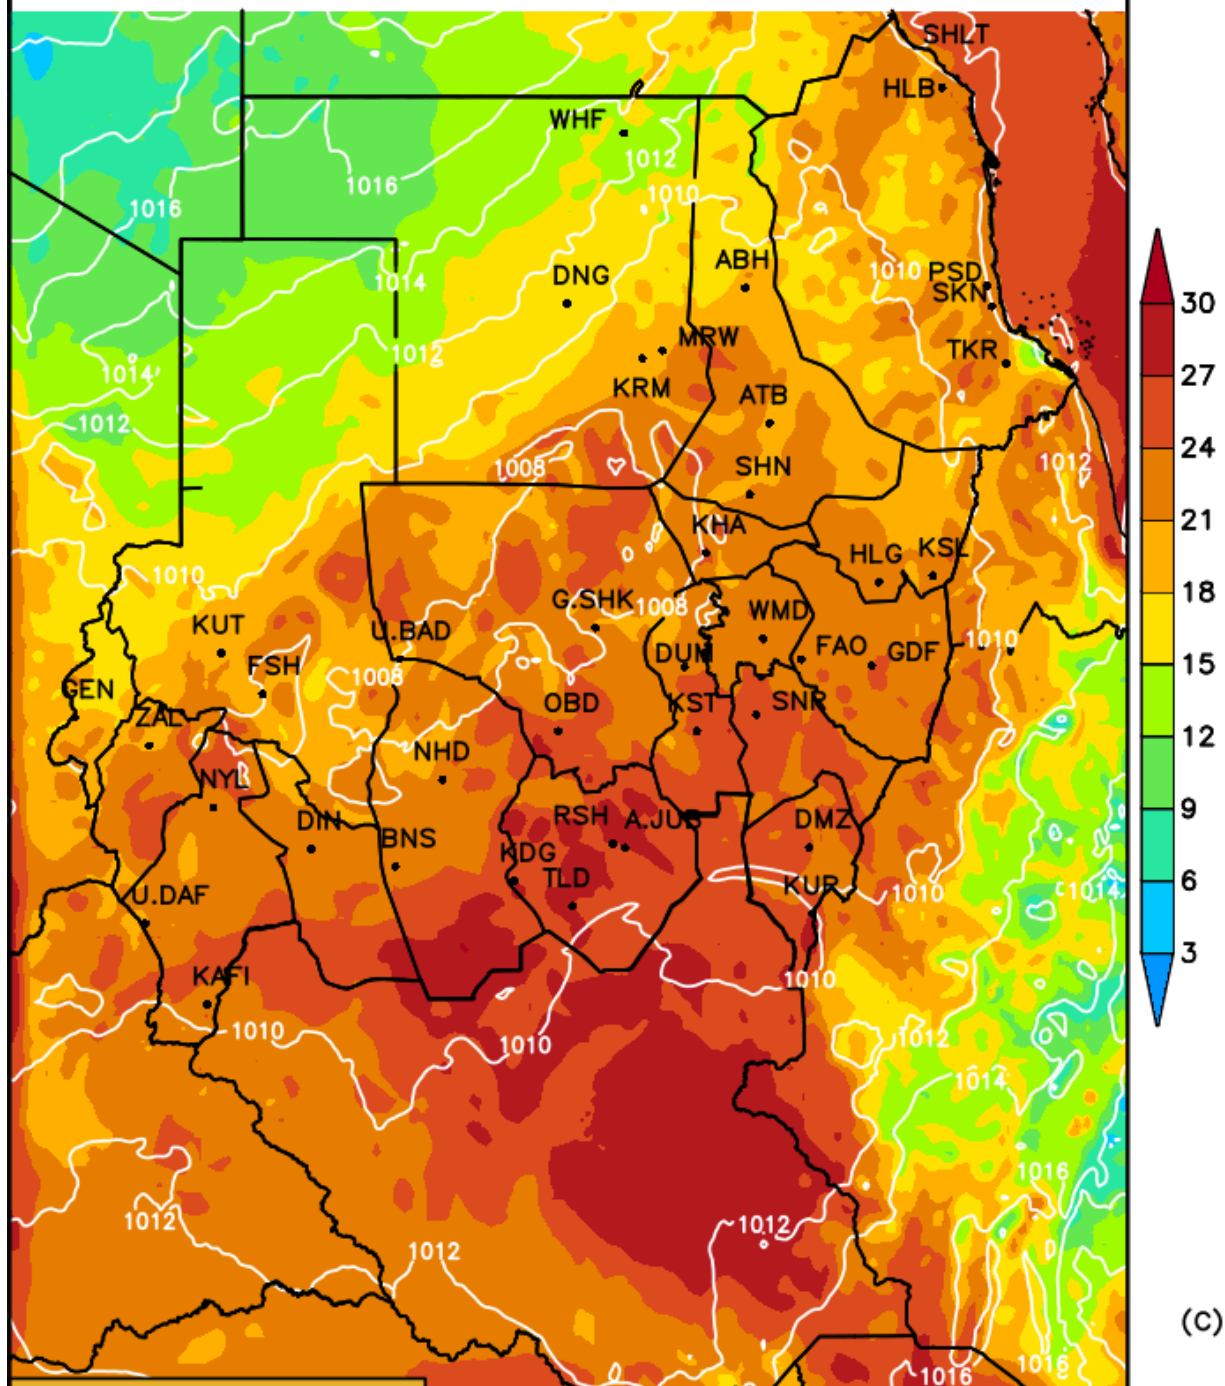 SHLT
HLB
WHF
1012
1016
1010
1016
ABH
1010
PSD
DNG
1014
SKN
MRW
1012
TKR
1014
KRM
ATB
1012
1008
SHN
1012
KHA
HLG
KSL
1010
G.SHK
1008
WMD
KUT
U.BAD
1010
DUM
FAO
GDF
FSH
1008
GEN
OBD
KST
SNR
ZAL
NHD
NYL
DIN
RSH
A.JUB
DMZ
BNS
KDG
TLD
KUR
1010
1014
U.DAF
KAFI
1010
1010
1010
1012
1014
1016
1012
1012
1012
1016
1016
30
27
24
21
18
15
12
9
6
3
(C)